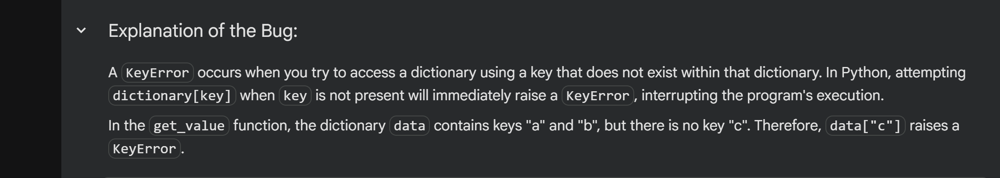 Explanation of the Bug:
A KeyError occurs when you try to access a dictionary using a key that does not exist within that dictionary. In Python, attempting
dictionary[key] when key is not present will immediately raise a KeyError, interrupting the program's execution.
In the get_value function, the dictionary data contains keys "a" and "b", but there is no key "c". Therefore, data["c"] raises a
KeyError.